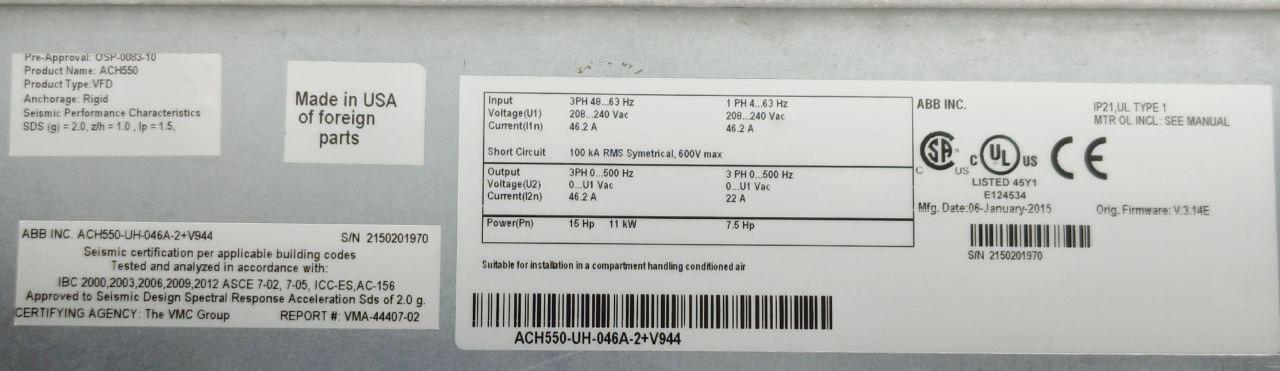 Pre-Approval: OSP-0083-10
Product Name: ACH550
Product Type:VFD
Anchorage: Rigid
Seismic Performance Characteristics
SDS (g) = 2.0, z/h = 1.0 , Ip = 1.5,
Made in USA
of foreign
parts
ABB INC. ACH550-UH-046A-2+V944 S/N 2150201970
Seismic certification per applicable building codes
Tested and analyzed in accordance with:
IBC 2000,2003,2006,2009,2012 ASCE 7-02, 7-05, ICC-ES,AC-156
Approved to Seismic Design Spectral Response Acceleration Sds of 2.0 g.
CERTIFYING AGENCY: The VMC Group REPORT #: VMA-44407-02
Input 3PH 48...63 Hz 1 PH 4...63 Hz
Voltage(U1) 208...240 Vac 208...240 Vac
Current(I1n) 46.2 A 46.2 A
Short Circuit 100 kA RMS Symetrical, 600V max
Output 3PH 0...500 Hz 3 PH 0...500 Hz
Voltage(U2) 0...U1 Vac 0...U1 Vac
Current(I2n) 46.2 A 22 A
Power(Pn) 15 Hp 11 kW 7.5 Hp
Suitable for installation in a compartment handling conditioned air
ACH550-UH-046A-2+V944
ABB INC. IP21,UL TYPE 1
MTR OL INCL: SEE MANUAL
C SA US C UL US CE
LISTED 45Y1
E124534
Mfg. Date:06-January-2015 Orig. Firmware: V.3.14E
S/N 2150201970